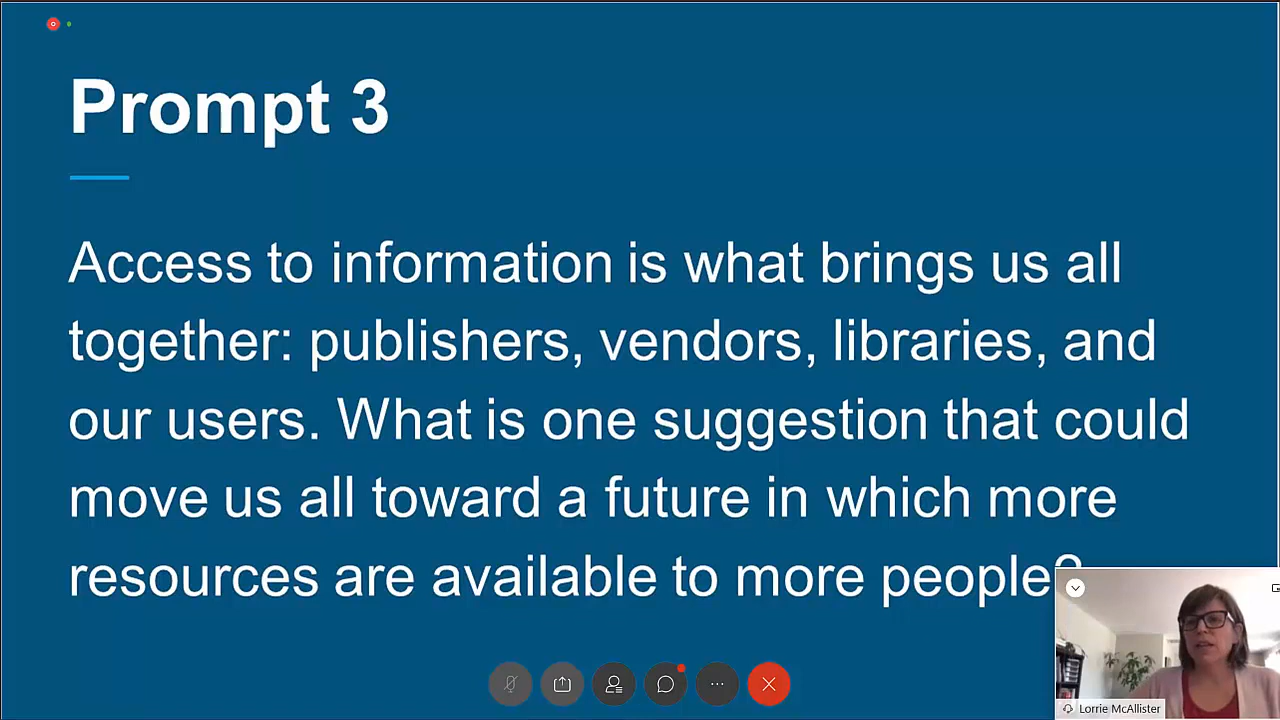 Prompt 3
Access to information is what brings us all
together: publishers, vendors, libraries, and
our users. What is one suggestion that could
move us all toward a future in which more
resources are available to more people?
Lorrie McAllister